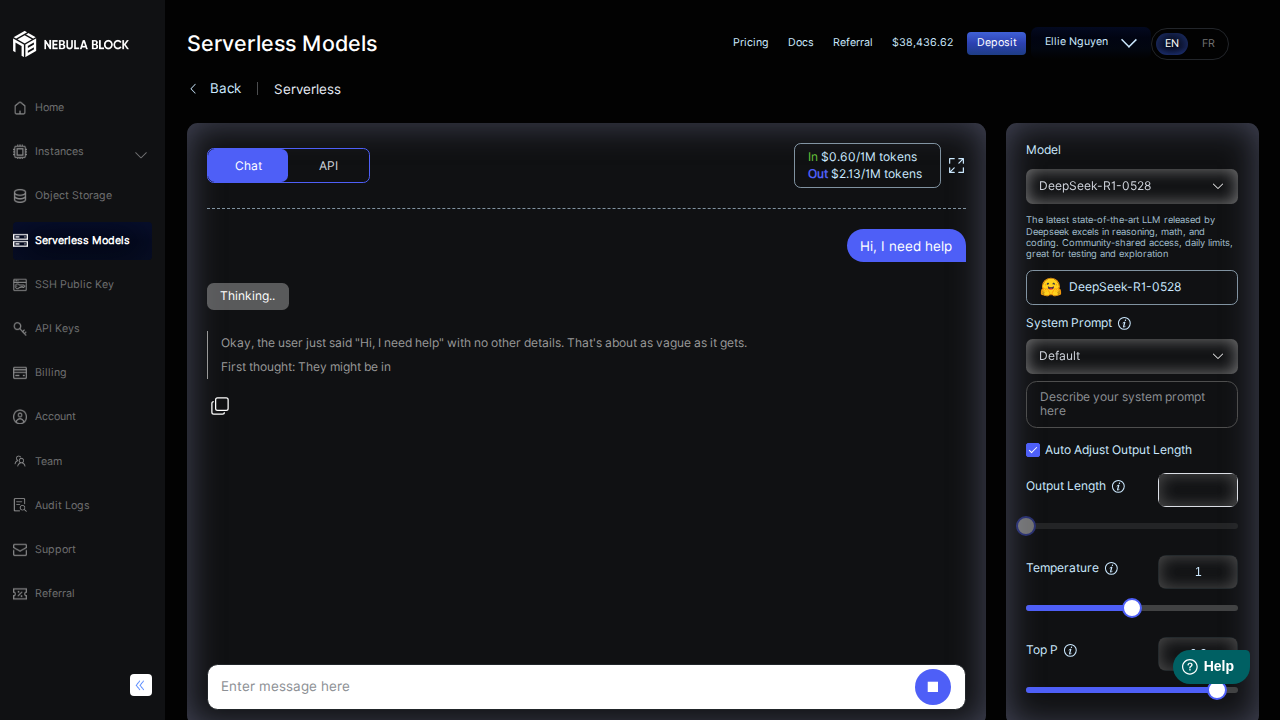 NEBULA BLOCK
Home
Instances
Object Storage
Serverless Models
SSH Public Key
API Keys
Billing
Account
Team
Audit Logs
Support
Referral
Serverless Models
Pricing Docs Referral $38,436.62 Deposit Ellie Nguyen EN FR
Back Serverless
Chat API
In $0.60/1M tokens
Out $2.13/1M tokens
Hi, I need help
Thinking..
Okay, the user just said "Hi, I need help" with no other details. That's about as vague as it gets.
First thought: They might be in
Enter message here
Model
DeepSeek-R1-0528
The latest state-of-the-art LLM released by
Deepseek excels in reasoning, math, and
coding. Community-shared access, daily limits,
great for testing and exploration
DeepSeek-R1-0528
System Prompt
Default
Describe your system prompt
here
Auto Adjust Output Length
Output Length
Temperature 1
Top P
Help